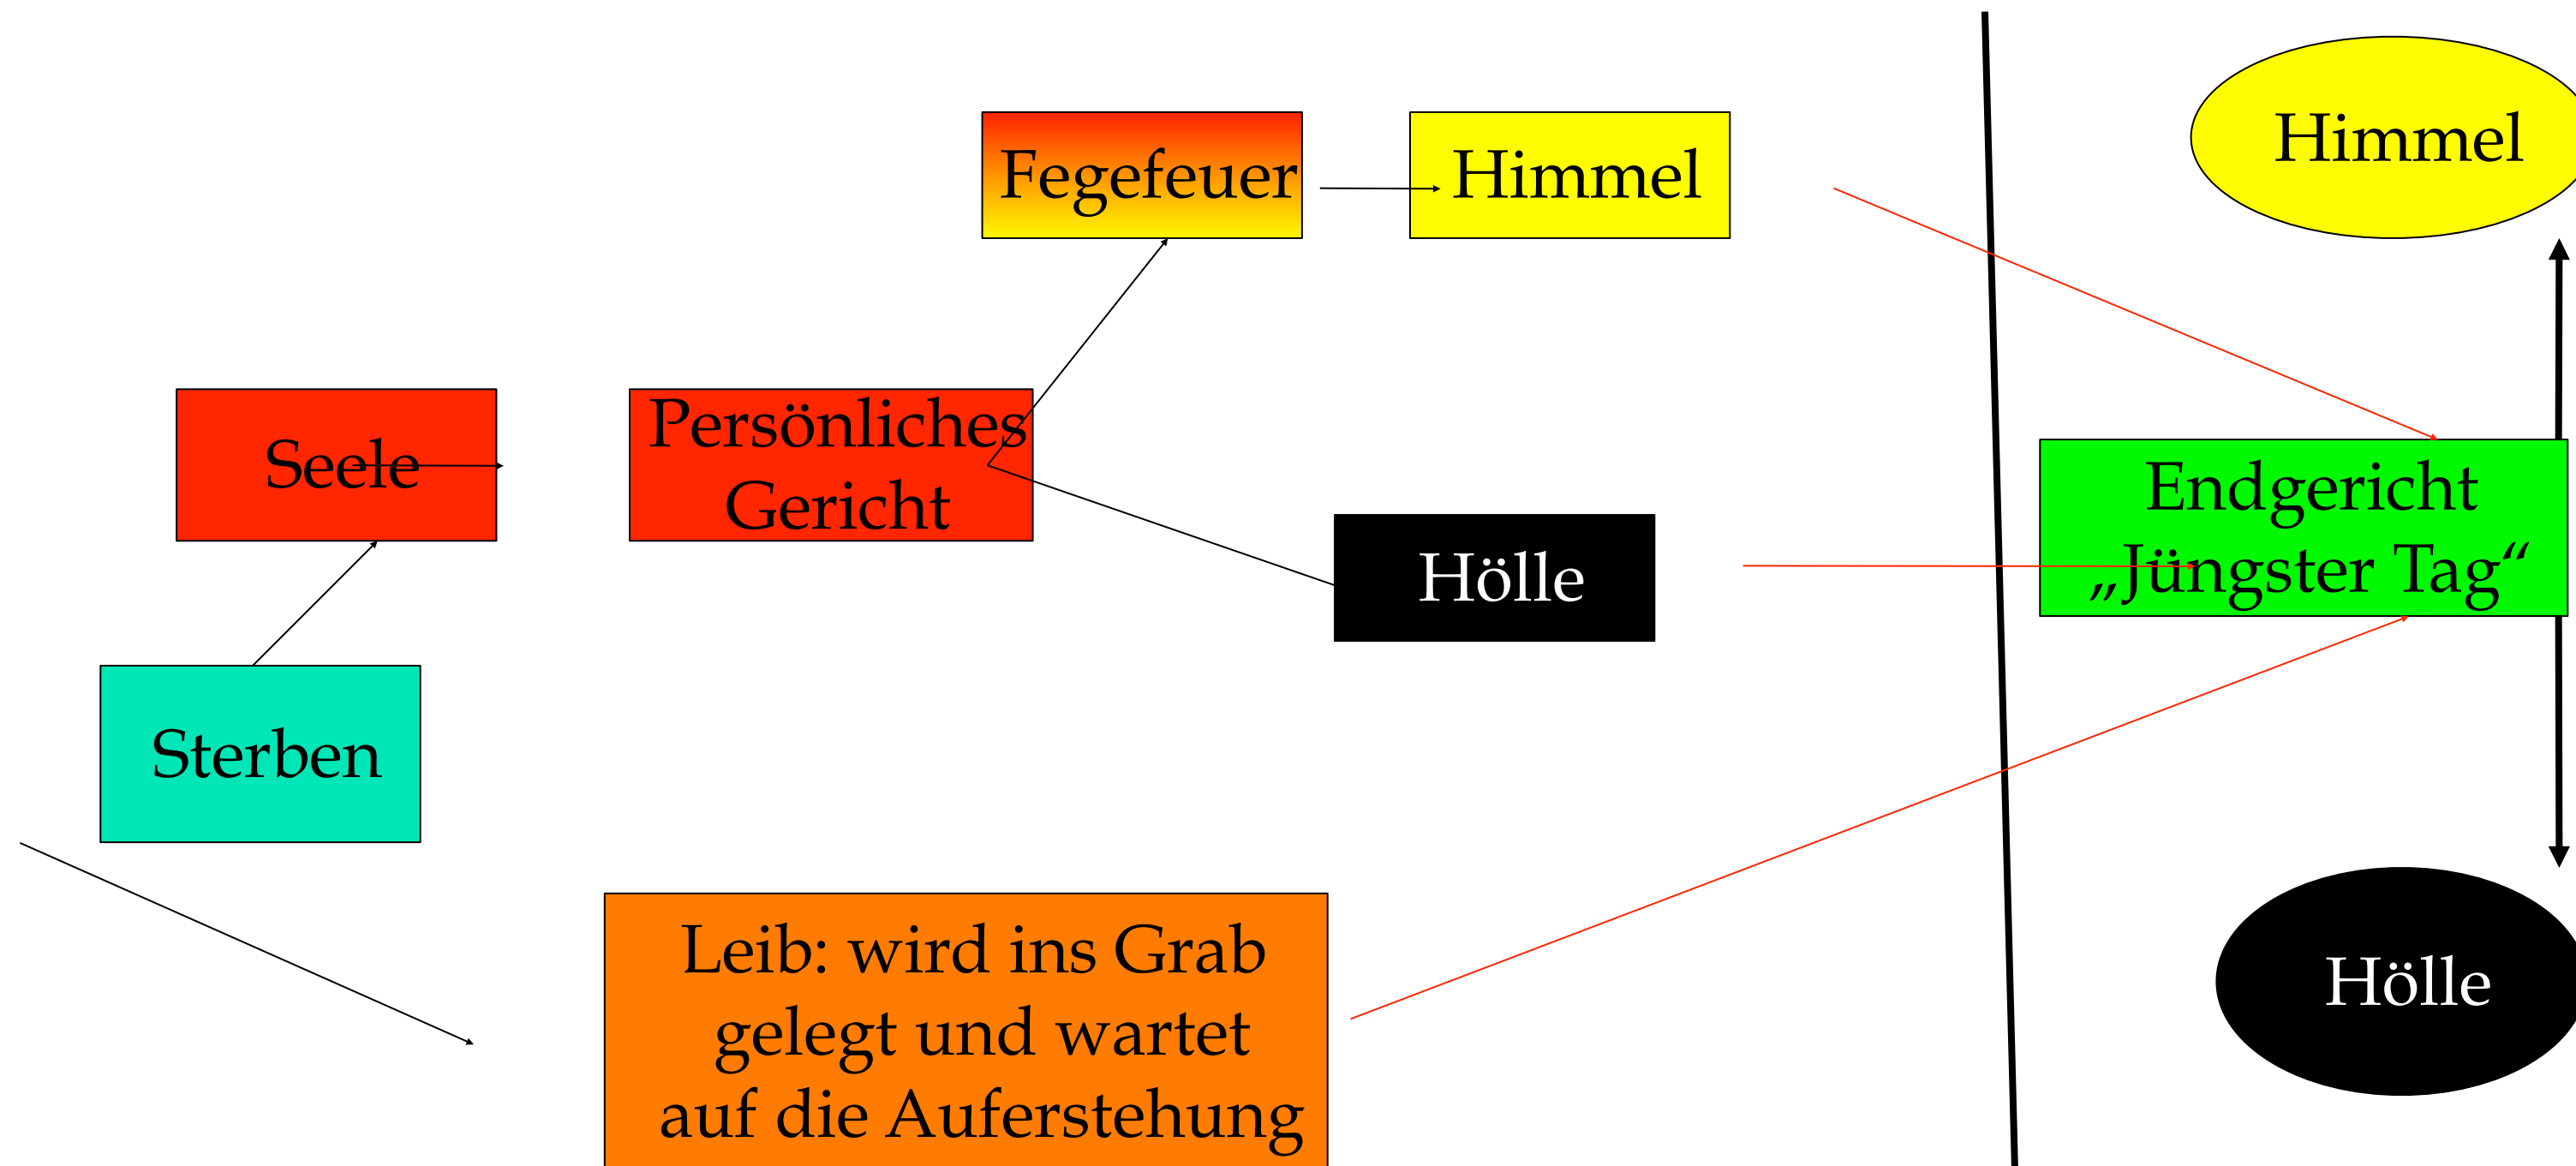 Himmel
Fegefeuer
Himmel
Seele
Persönliches
Gericht
Endgericht
„Jüngster Tag“
Hölle
Sterben
Leib: wird ins Grab
gelegt und wartet
auf die Auferstehung
Hölle